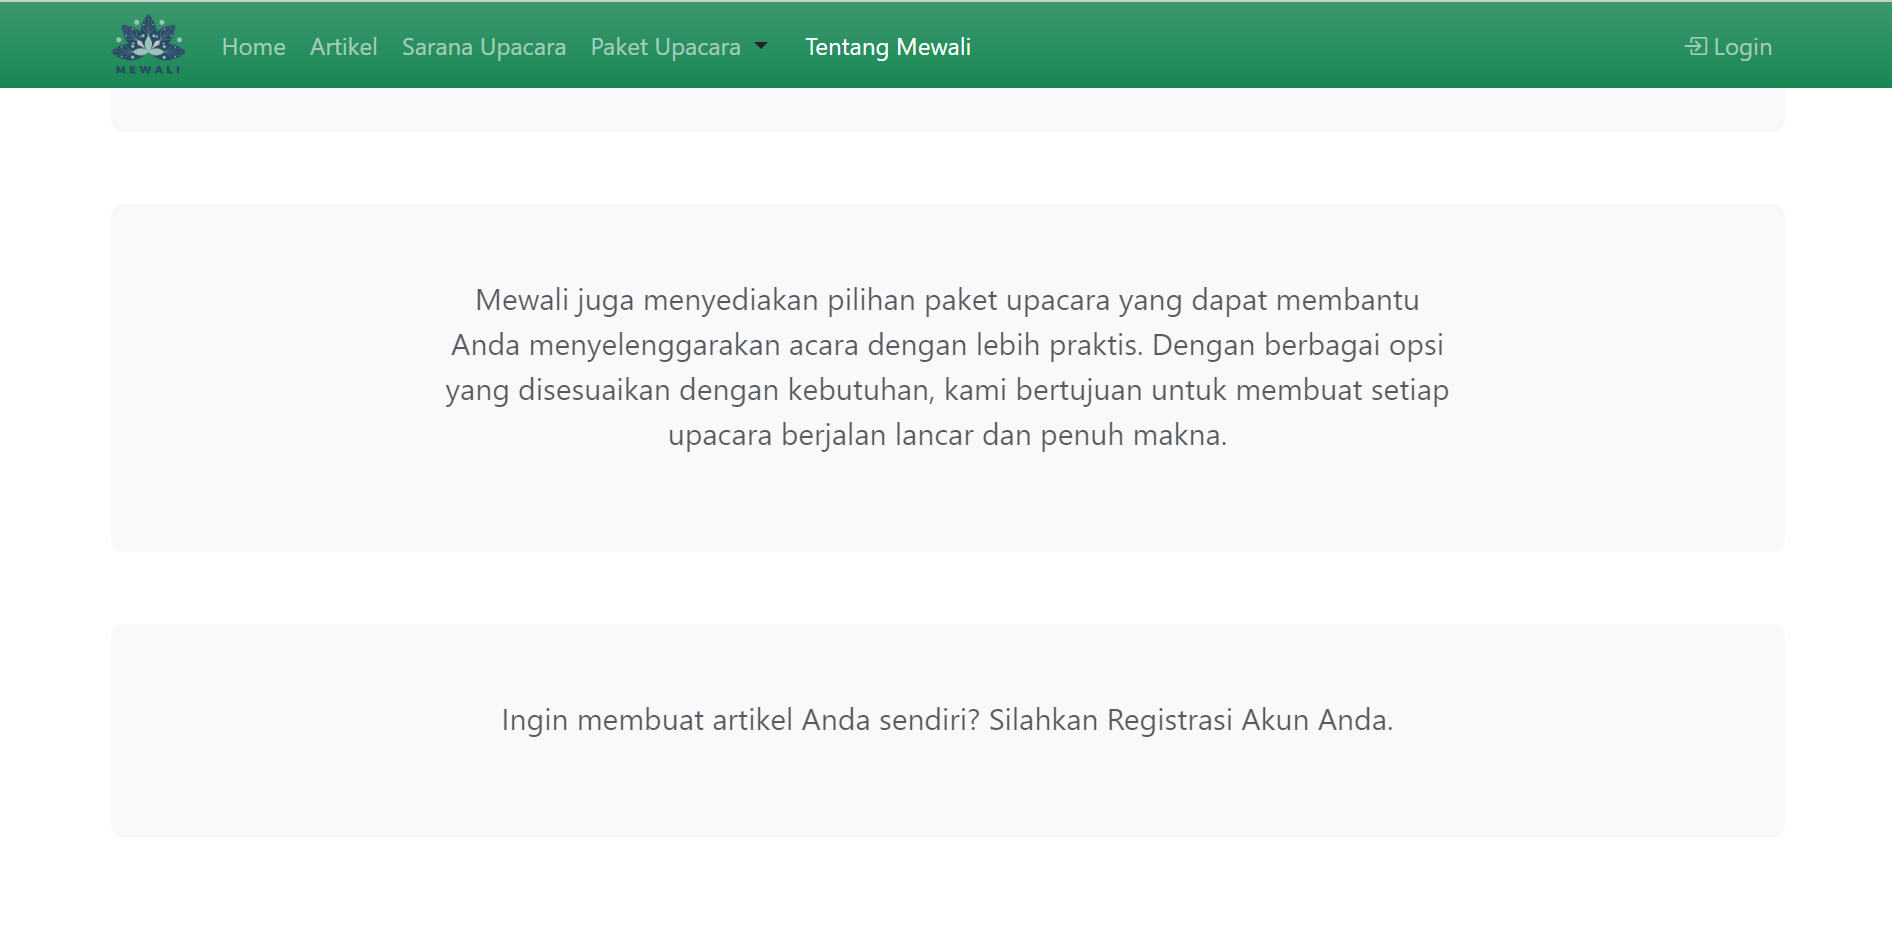 MEWALI
Home Artikel Sarana Upacara Paket Upacara Tentang Mewali Login
Mewali juga menyediakan pilihan paket upacara yang dapat membantu
Anda menyelenggarakan acara dengan lebih praktis. Dengan berbagai opsi
yang disesuaikan dengan kebutuhan, kami bertujuan untuk membuat setiap
upacara berjalan lancar dan penuh makna.
Ingin membuat artikel Anda sendiri? Silahkan Registrasi Akun Anda.